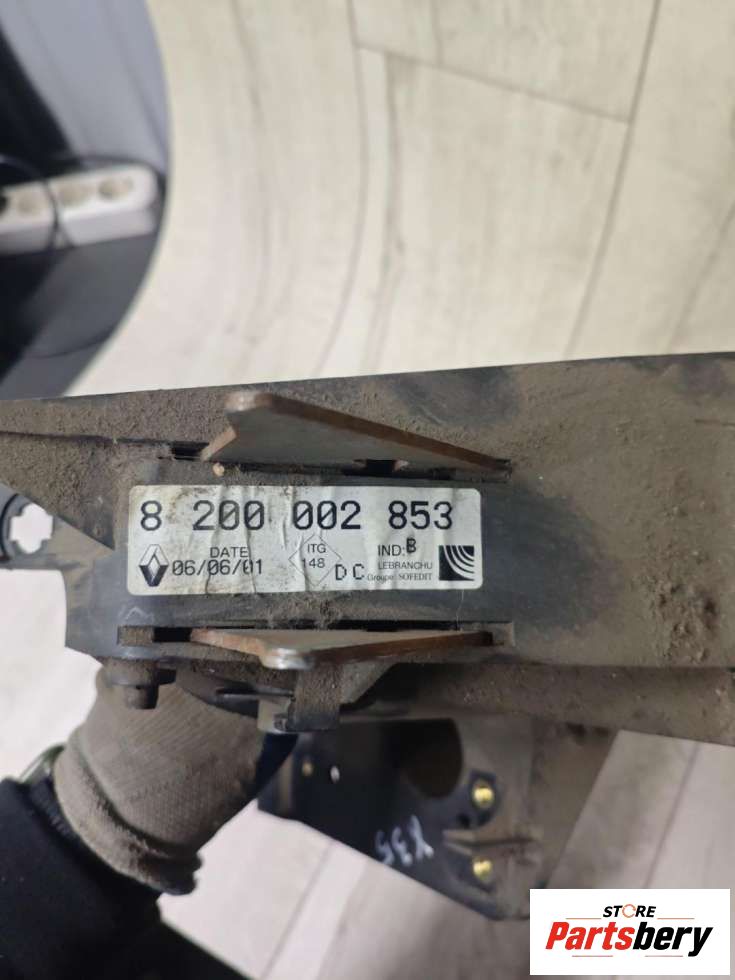 8 200 002 853
DATE
06/06/01
ITG
148
DC
IND:B
LEBRANCHU
Groupe SOFEDIT
X35
STORE
Partsbery